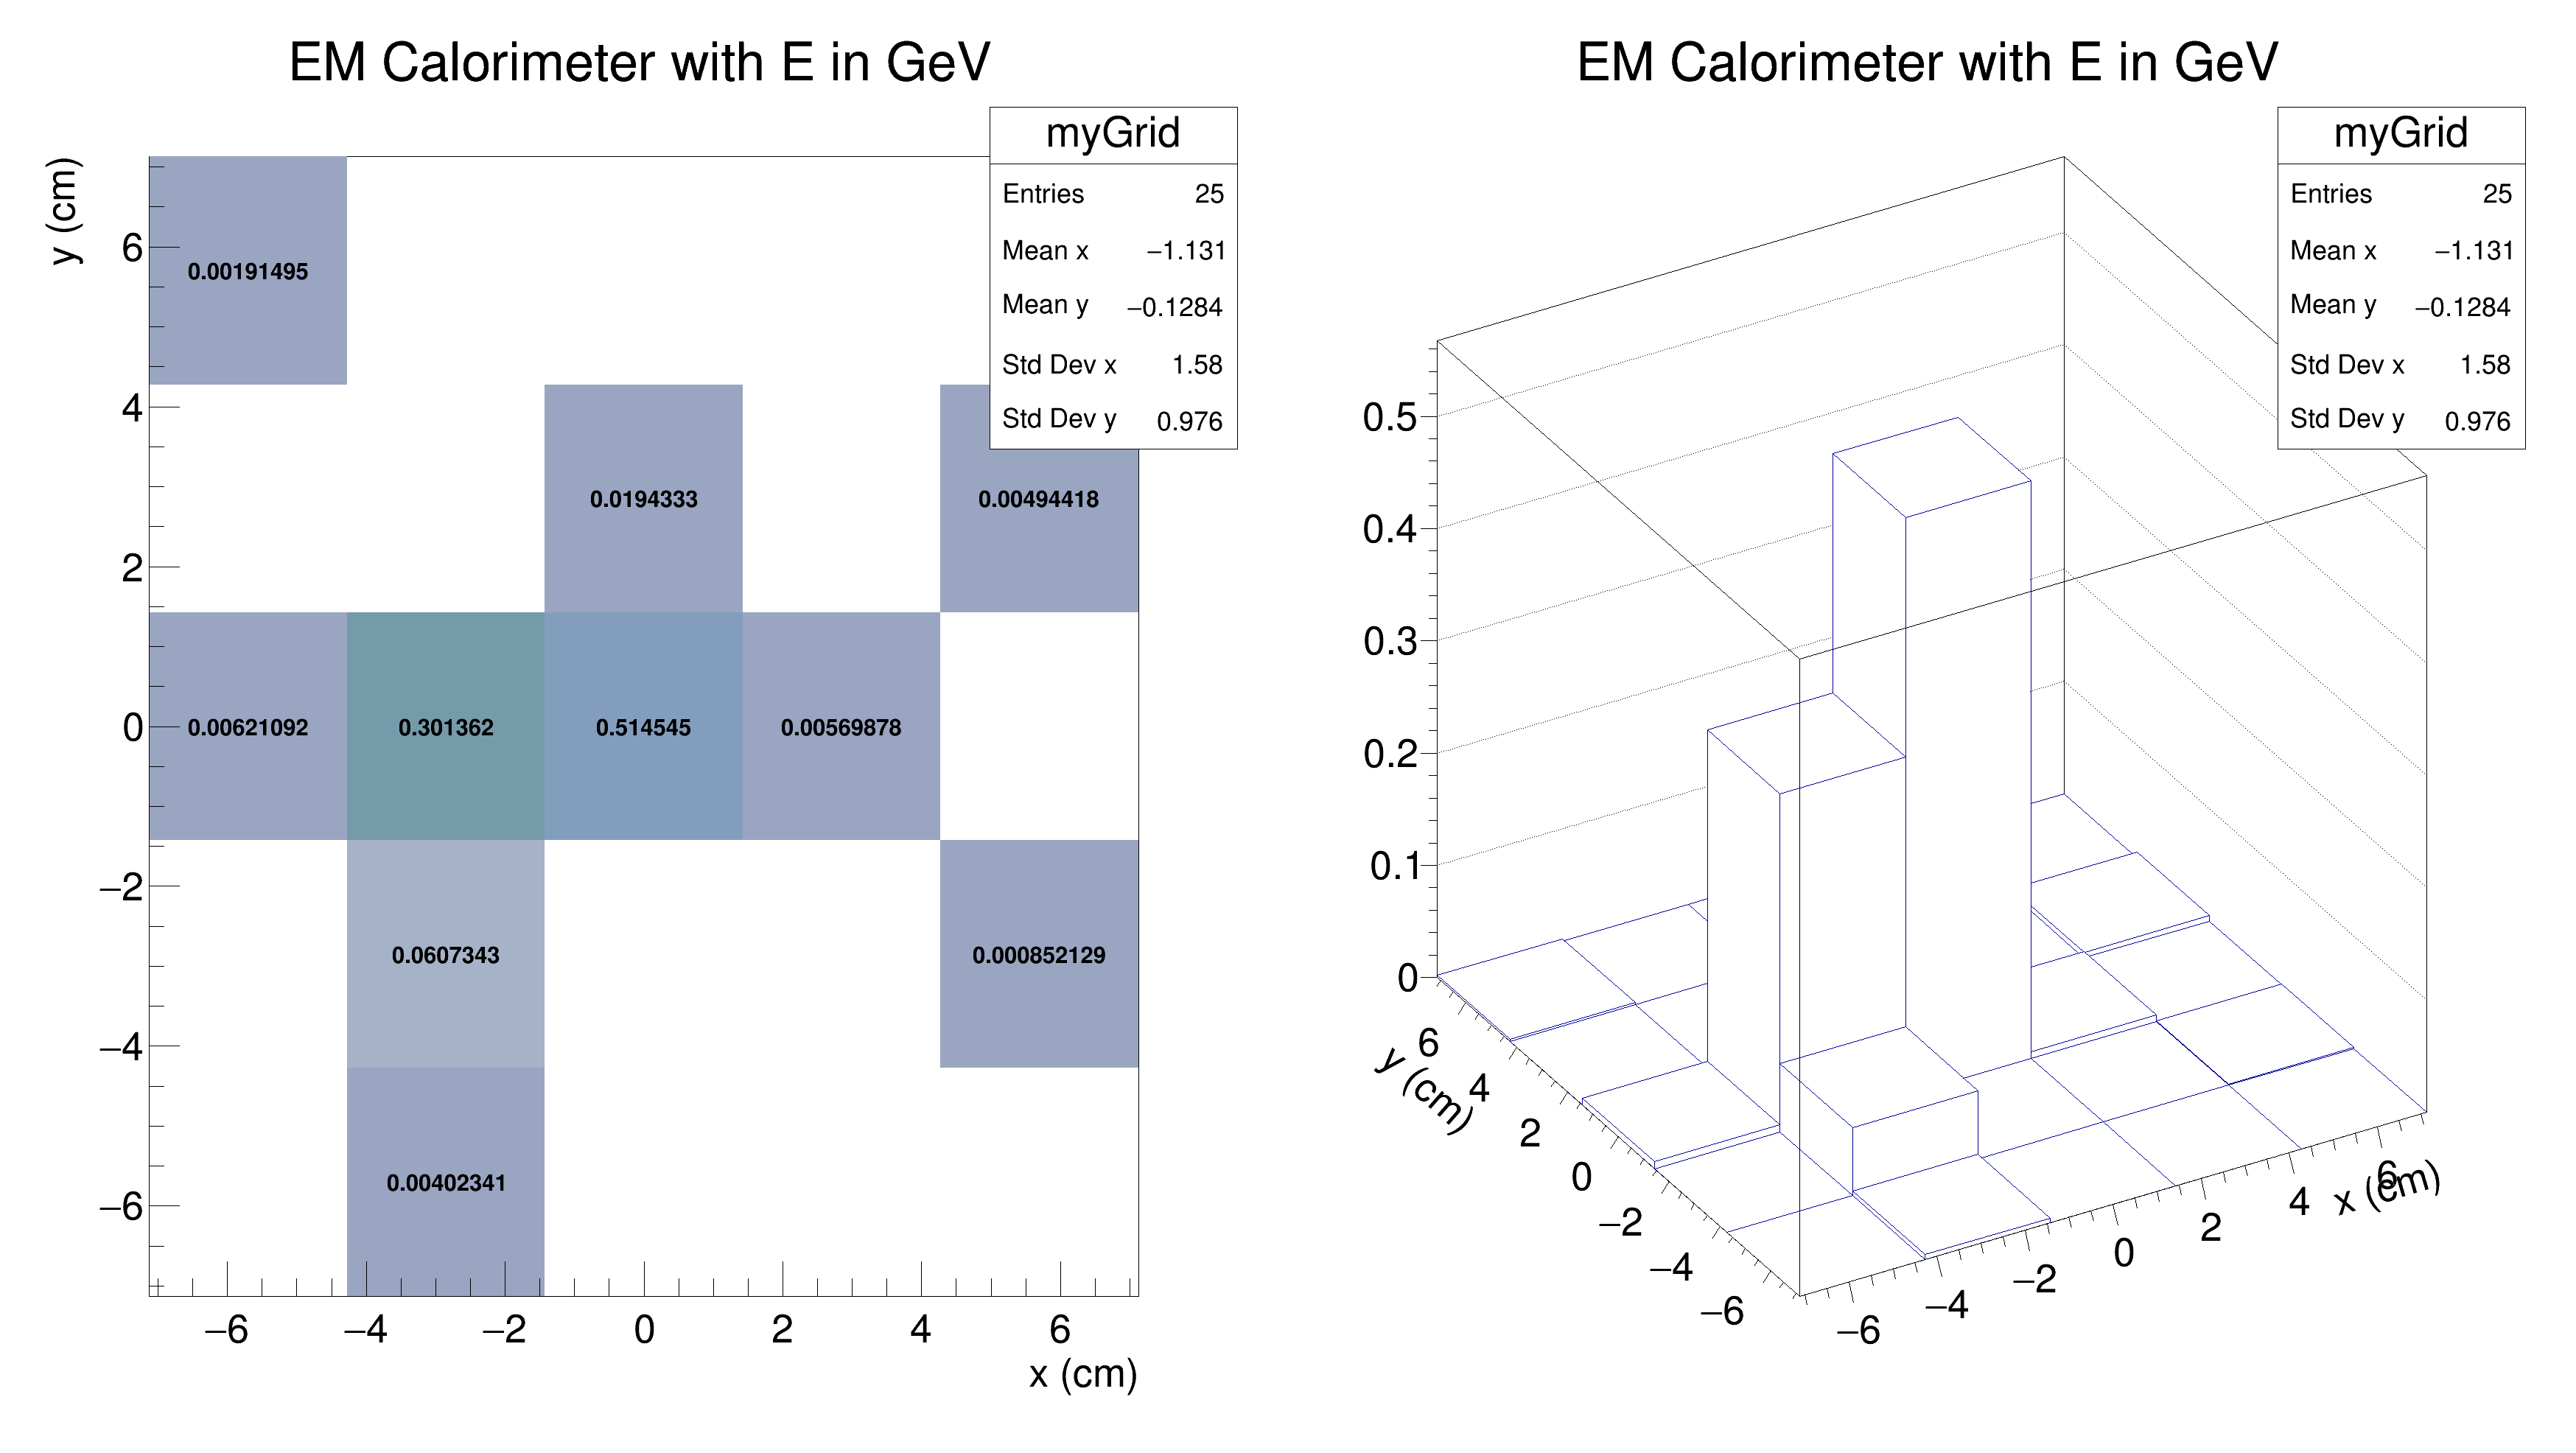 EM Calorimeter with E in GeV
myGrid
Entries 25
Mean x −1.131
Mean y −0.1284
Std Dev x 1.58
Std Dev y 0.976
y (cm)
6
4
2
0
−2
−4
−6
0.00191495
0.0194333
0.00494418
0.00621092
0.301362
0.514545
0.00569878
0.0607343
0.000852129
0.00402341
−6
−4
−2
0
2
4
6
x (cm)
EM Calorimeter with E in GeV
myGrid
Entries 25
Mean x −1.131
Mean y −0.1284
Std Dev x 1.58
Std Dev y 0.976
0.5
0.4
0.3
0.2
0.1
0
y (cm)
6
4
2
0
−2
−4
−6
−6
−4
−2
0
2
4
6
x (cm)